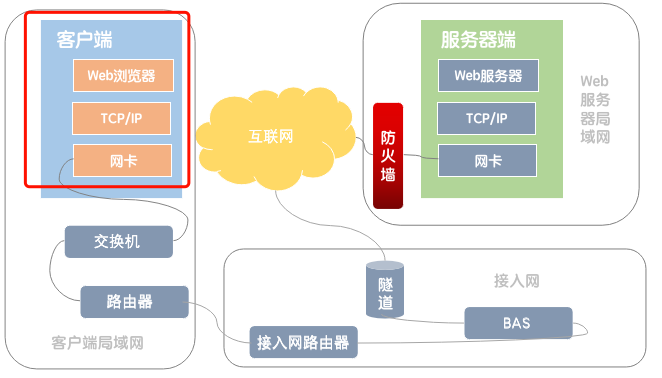 客户端
Web浏览器
TCP/IP
网卡
交换机
路由器
客户端局域网
互联网
防
火
墙
服务器端
Web服务器
TCP/IP
网卡
Web
服务
器局
域网
接入网
隧
道
BAS
接入网路由器